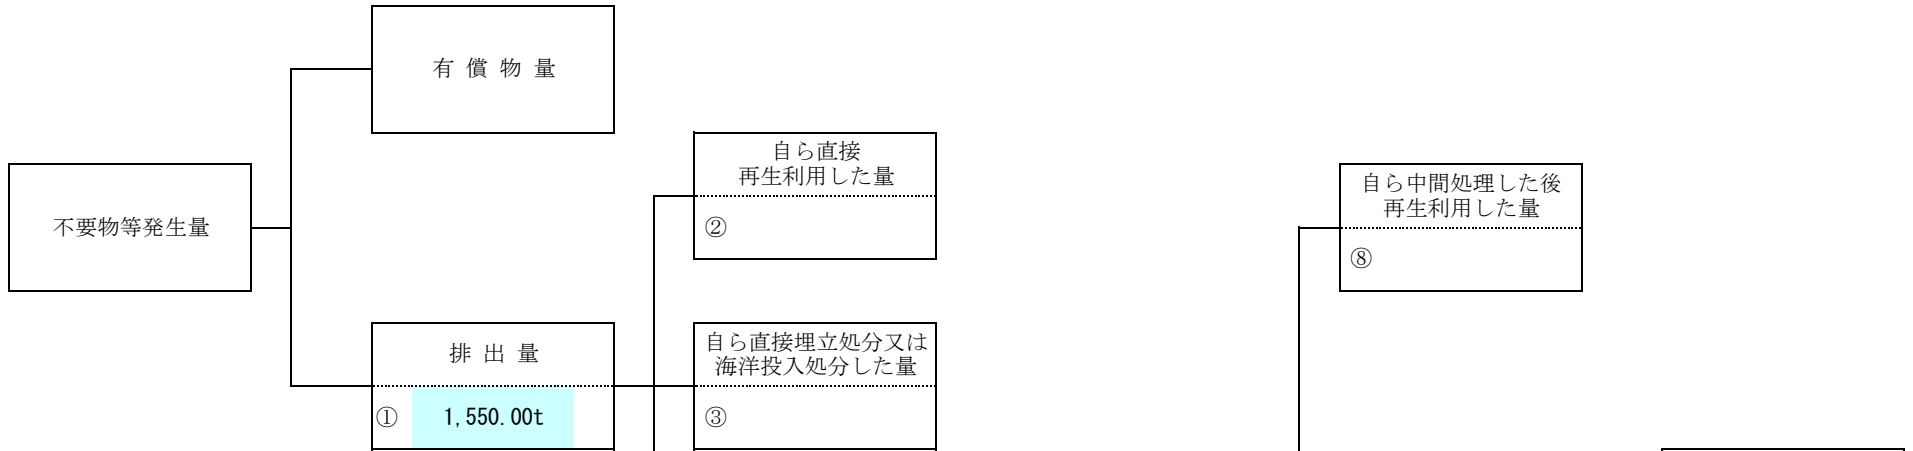 有 償 物 量
自ら直接
再生利用した量
②
自ら中間処理した後
再生利用した量
⑧
不要物等発生量
排 出 量
① 1,550.00t
自ら直接埋立処分又は
海洋投入処分した量
③